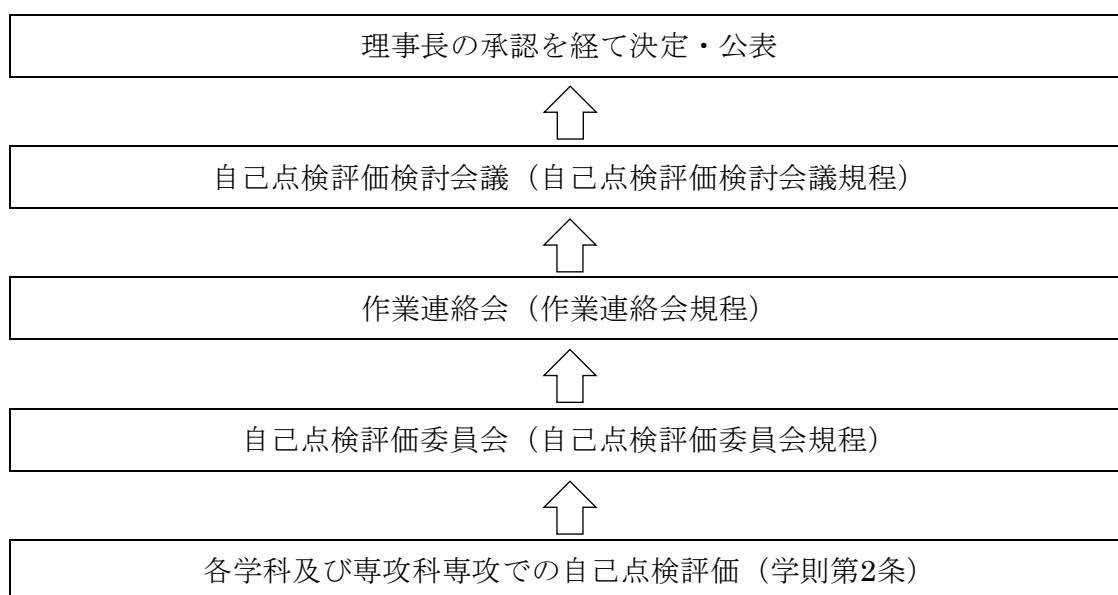 理事長の承認を経て決定・公表
自己点検評価検討会議（自己点検評価検討会議規程）
作業連絡会（作業連絡会規程）
自己点検評価委員会（自己点検評価委員会規程）
各学科及び専攻科専攻での自己点検評価（学則第2条）